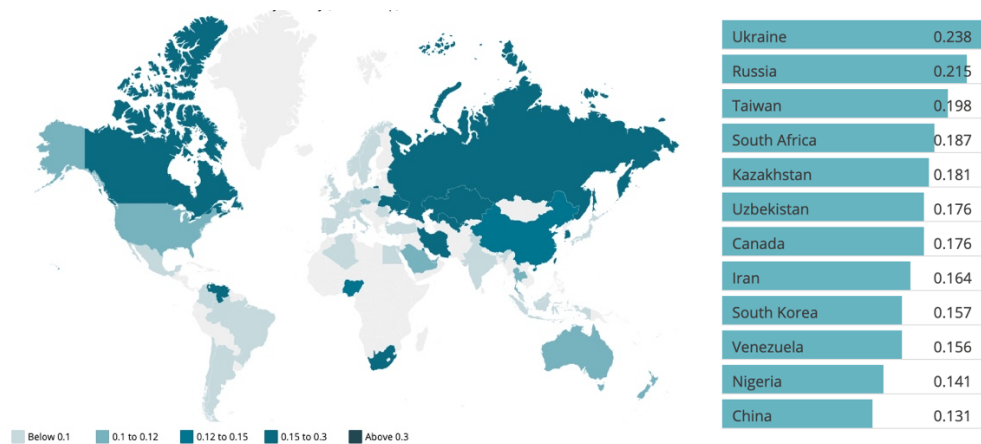 Ukraine 0.238
Russia 0.215
Taiwan 0.198
South Africa 0.187
Kazakhstan 0.181
Uzbekistan 0.176
Canada 0.176
Iran 0.164
South Korea 0.157
Venezuela 0.156
Nigeria 0.141
China 0.131
Below 0.1 0.1 to 0.12 0.12 to 0.15 0.15 to 0.3 Above 0.3